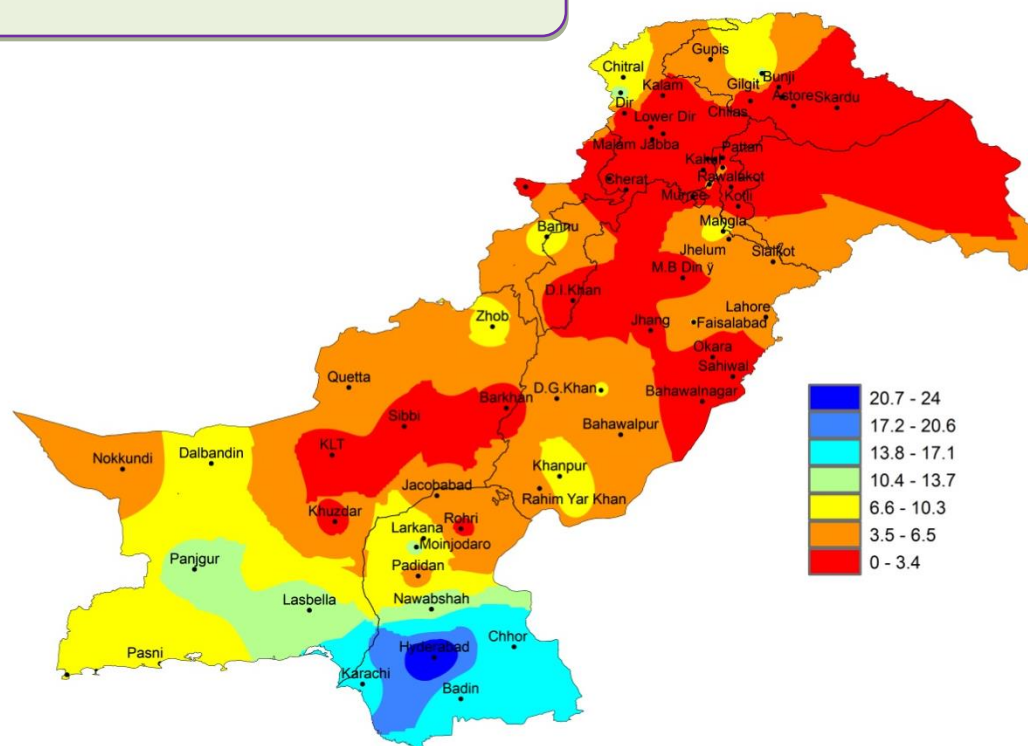 Gupis
Chitral
Gilgit
Bunji
Kalam
Astore
Skardu
Dir
Chilas
Lower Dir
Malam Jabba
Pattan
Rawalakot
Cherat
Murree
Kotli
Mangla
Bannu
Jhelum
Sialkot
M.B Din ÿ
D.I.Khan
Lahore
Zhob
Jhang
Faisalabad
Okara
Sahiwal
Quetta
D.G.Khan
Bahawalnagar
Barkhan
Sibbi
Bahawalpur
KLT
Nokkundi
Dalbandin
Khanpur
Jacobabad
Rahim Yar Khan
Khuzdar
Rohri
Larkana
Moinjodaro
Panjgur
Padidan
Lasbella
Nawabshah
Pasni
Hyderabad
Chhor
Karachi
Badin
20.7 - 24
17.2 - 20.6
13.8 - 17.1
10.4 - 13.7
6.6 - 10.3
3.5 - 6.5
0 - 3.4